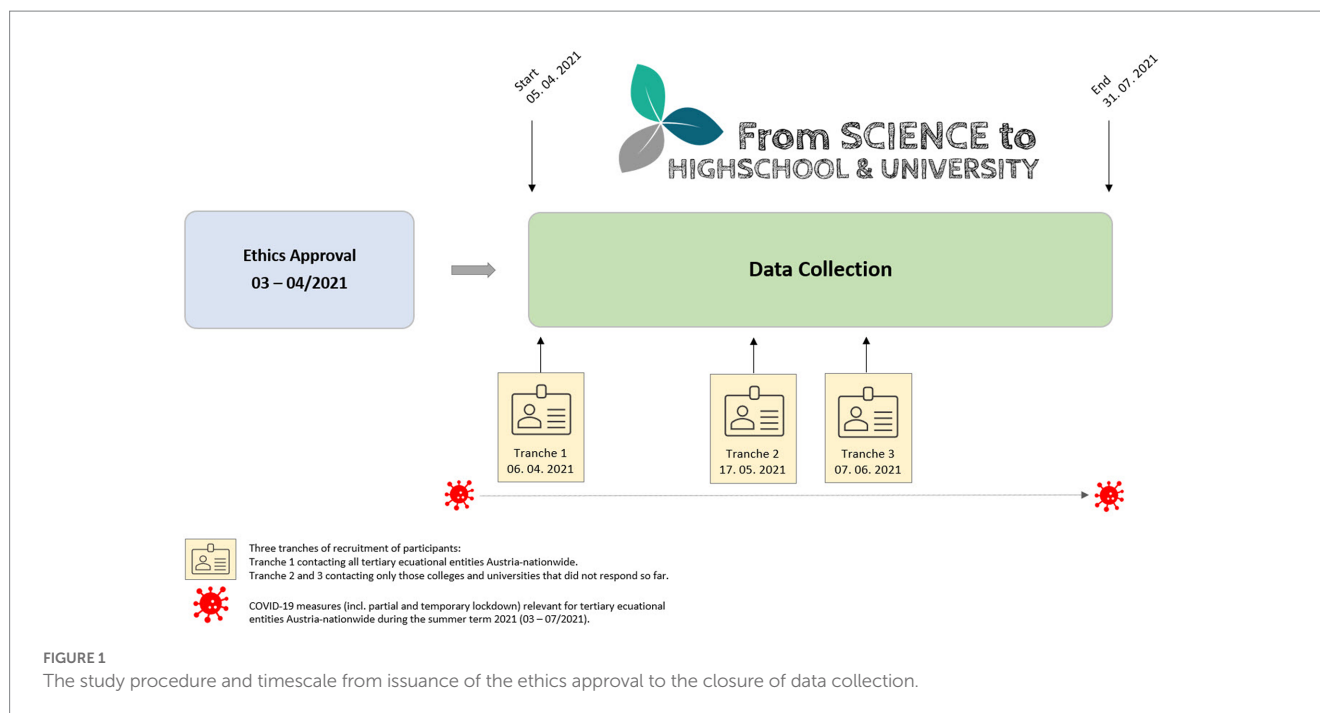 Start
05. 04. 2021
End
31. 07. 2021
From SCIENCE to
HIGHSCHOOL & UNIVERSITY
Ethics Approval
03 – 04/2021
Data Collection
Tranche 1
06. 04. 2021
Tranche 2
17. 05. 2021
Tranche 3
07. 06. 2021
Three tranches of recruitment of participants:
Tranche 1 contacting all tertiary ecuational entities Austria-nationwide.
Tranche 2 and 3 contacting only those colleges and universities that did not respond so far.
COVID-19 measures (incl. partial and temporary lockdown) relevant for tertiary ecuational
entities Austria-nationwide during the summer term 2021 (03 – 07/2021).
FIGURE 1
The study procedure and timescale from issuance of the ethics approval to the closure of data collection.